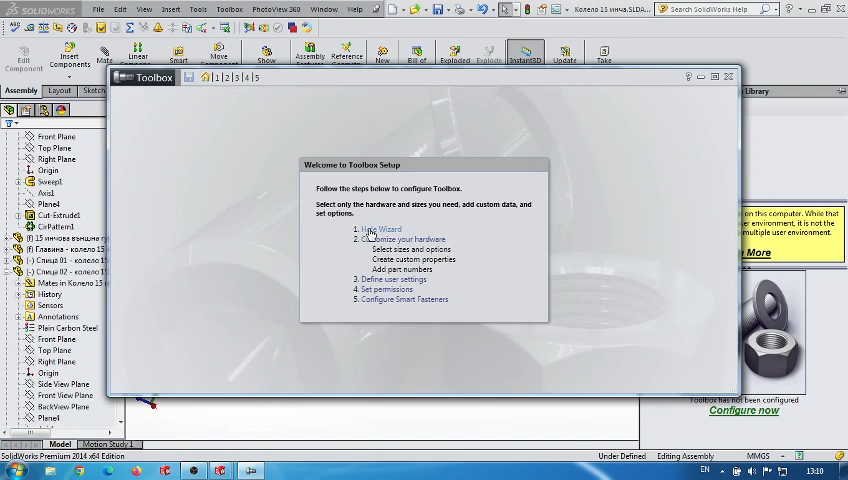 SOLIDWORKS File Edit View Insert Tools Toolbox PhotoView 360 Window Help
Колело 15 инча.SLDA... Search SolidWorks Help
Edit Component
Insert Components
Mate
Linear
Smart
Move Component
Show
Assembly Features
Reference Geometry
New
Bill of
Exploded
Explode
Instant3D
Update
Take
Assembly Layout Sketch
Library
Toolbox 1 2 3 4 5
Front Plane
Top Plane
Right Plane
Origin
Sweep1
Axis1
Plane4
Cut-Extrude1
CirPattern1
(f) 15 инчова външна г
(f) Главина - колело 15
(-) Спица 01 - колело
(-) Спица 02 - колело
Mates in Колело 15
History
Sensors
Annotations
Plain Carbon Steel
Front Plane
Top Plane
Right Plane
Origin
Side View Plane
Front View Plane
BackView Plane
Plane4
Welcome to Toolbox Setup
Follow the steps below to configure Toolbox.
Select only the hardware and sizes you need, add custom data, and
set options.
1. Hole Wizard
2. Customize your hardware
Select sizes and options
Create custom properties
Add part numbers
3. Define user settings
4. Set permissions
5. Configure Smart Fasteners
on this computer. While that
user environment, it is not the
multiple user environment.
n More
Toolbox has not been configured
Configure now
Model Motion Study 1
SolidWorks Premium 2014 x64 Edition
Under Defined Editing Assembly MMGS
EN 13:10